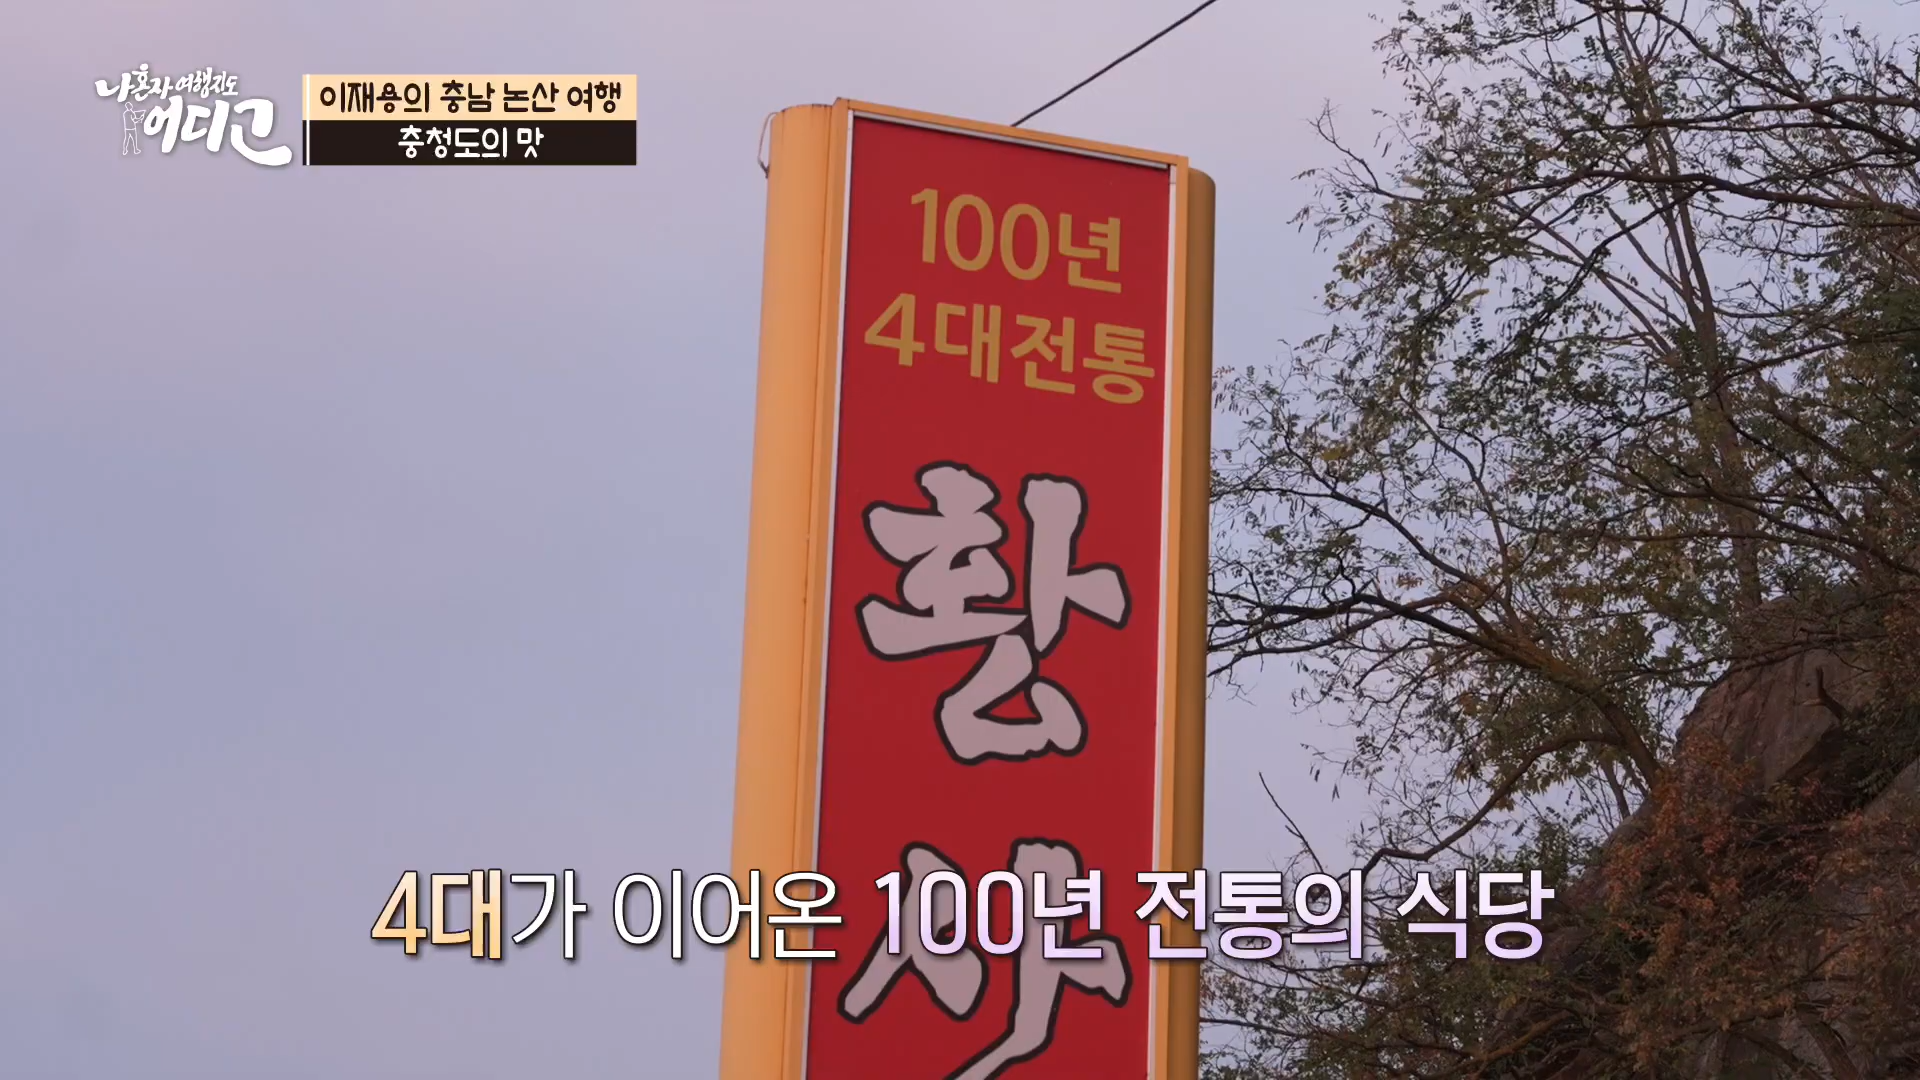 나혼자 여행지도
어디고
이재용의 충남 논산 여행
충청도의 맛
100년
4대전통
황
4대가 이어온 100년 전통의 식당